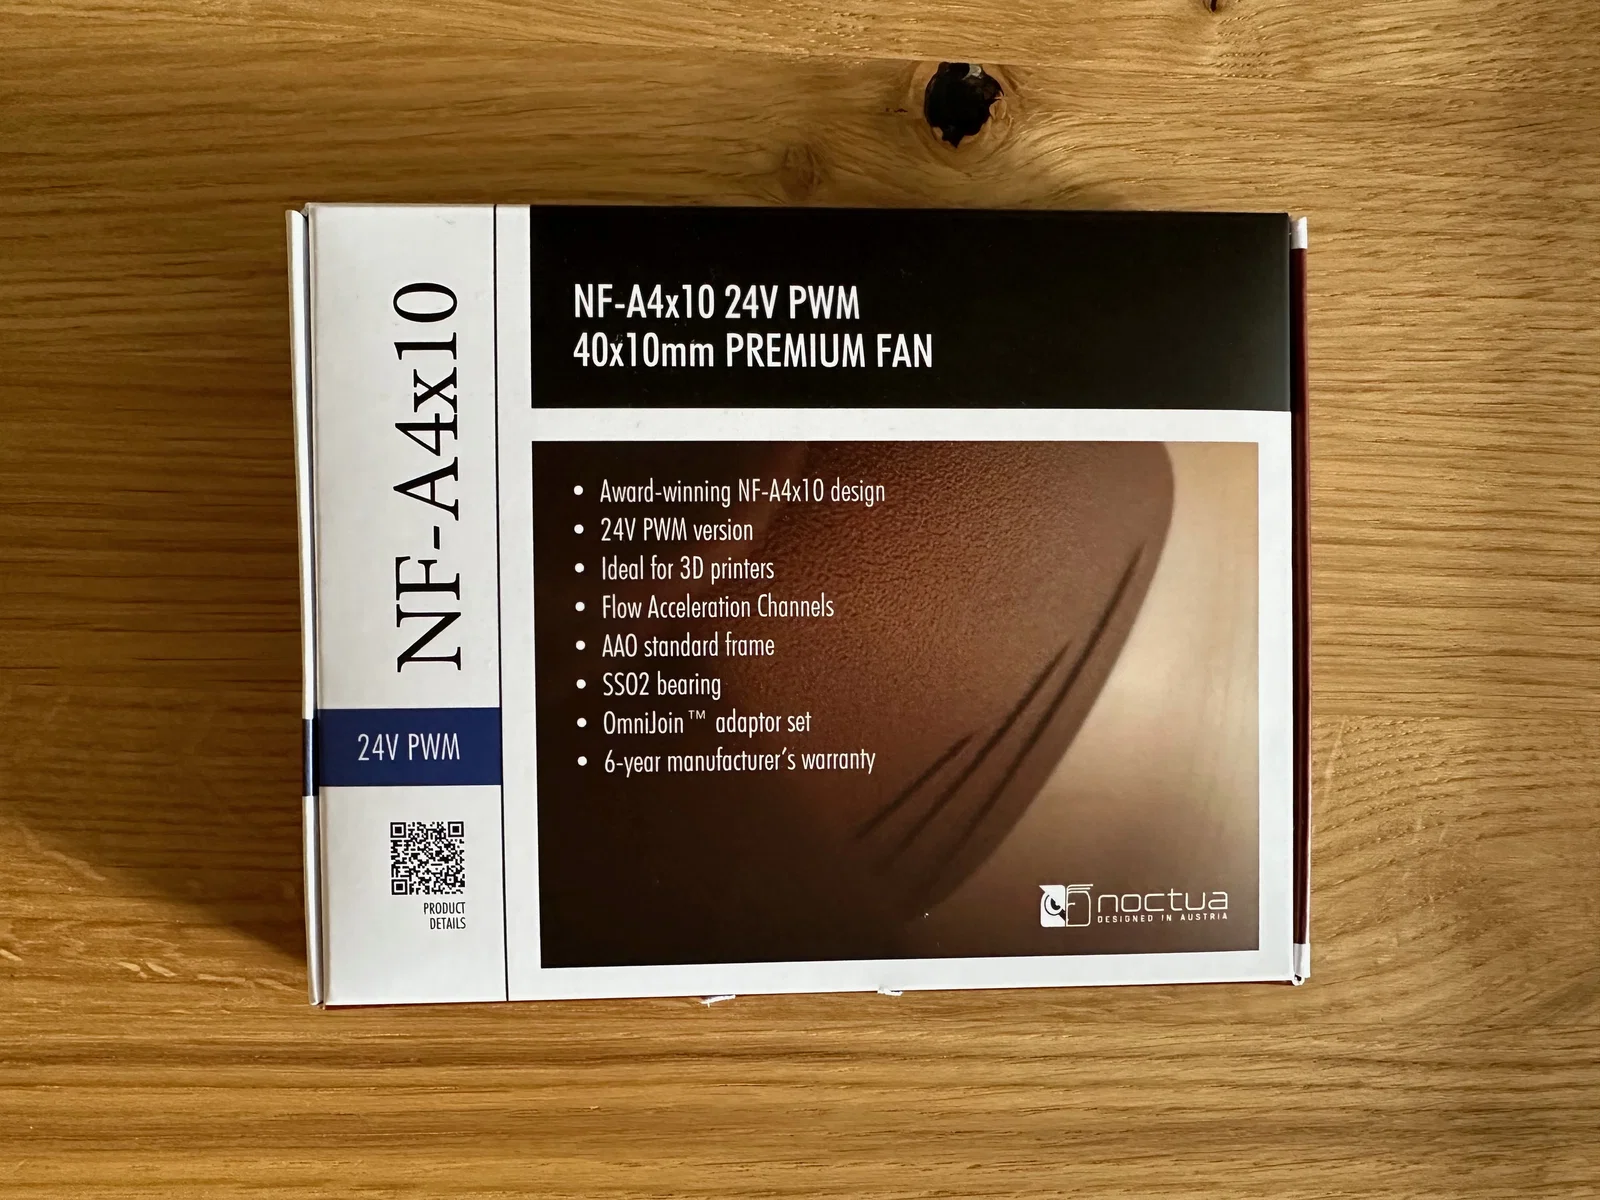 NF-A4x10
24V PWM
PRODUCT
DETAILS
NF-A4x10 24V PWM
40x10mm PREMIUM FAN
• Award-winning NF-A4x10 design
• 24V PWM version
• Ideal for 3D printers
• Flow Acceleration Channels
• AAO standard frame
• SSO2 bearing
• OmniJoin™ adaptor set
• 6-year manufacturer's warranty
noctua
DESIGNED IN AUSTRIA